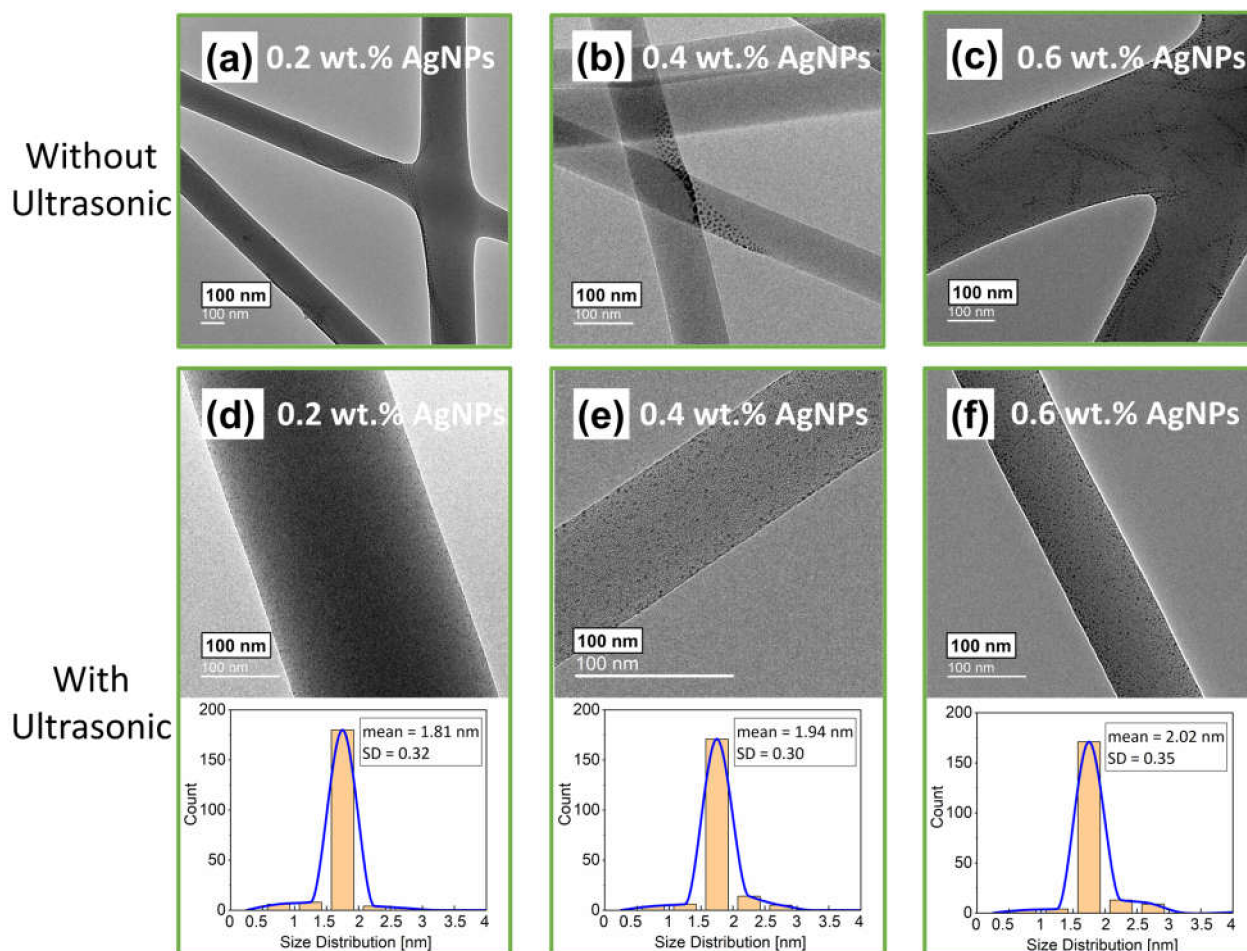 Without
Ultrasonic
(a) 0.2 wt.% AgNPs
100 nm
100 nm
(b) 0.4 wt.% AgNPs
100 nm
100 nm
(c) 0.6 wt.% AgNPs
100 nm
100 nm
With
Ultrasonic
(d) 0.2 wt.% AgNPs
100 nm
100 nm
(e) 0.4 wt.% AgNPs
100 nm
100 nm
(f) 0.6 wt.% AgNPs
100 nm
100 nm
200
150
100
50
0
Count
mean = 1.81 nm
SD = 0.32
0 0.5 1 1.5 2 2.5 3 3.5 4
Size Distribution [nm]
200
150
100
50
0
Count
mean = 1.94 nm
SD = 0.30
0 0.5 1 1.5 2 2.5 3 3.5 4
Size Distribution [nm]
200
150
100
50
0
Count
mean = 2.02 nm
SD = 0.35
0 0.5 1 1.5 2 2.5 3 3.5 4
Size Distribution [nm]